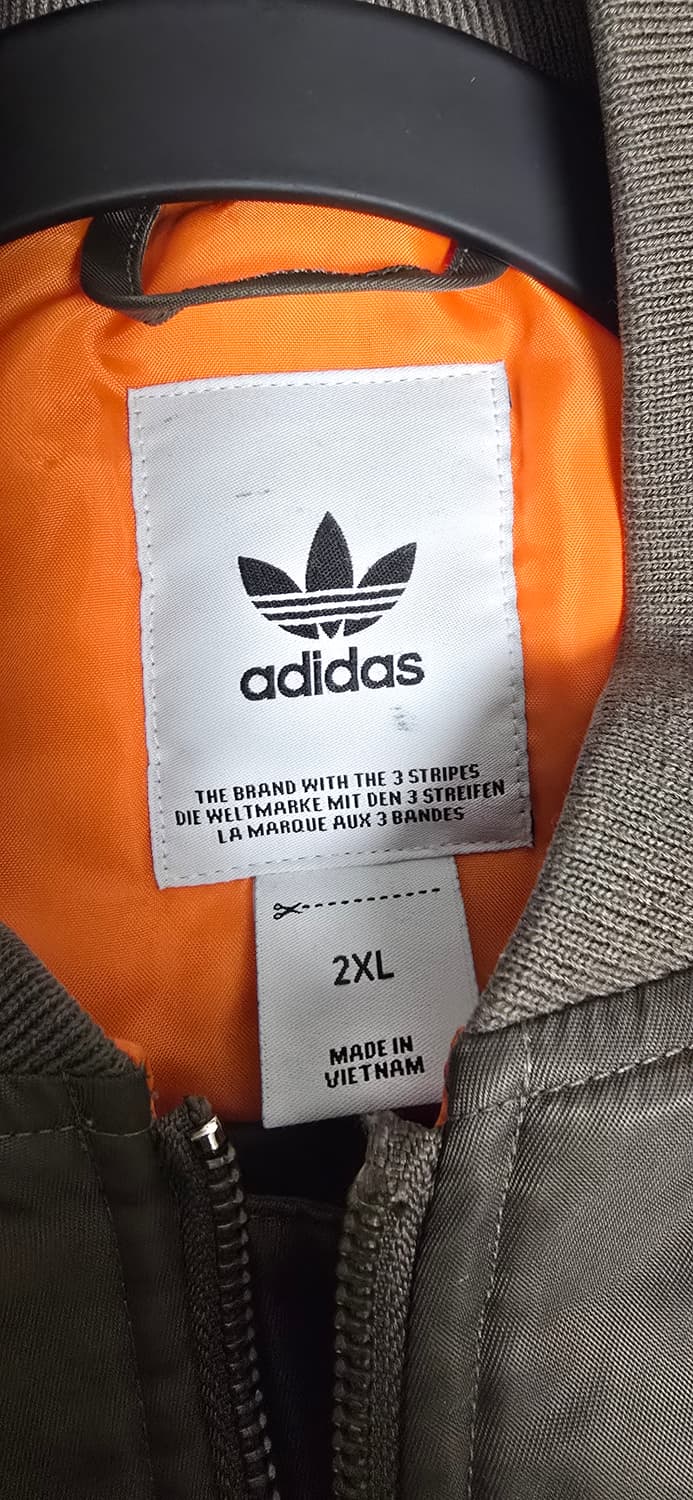 adidas
THE BRAND WITH THE 3 STRIPES
DIE WELTMARKE MIT DEN 3 STREIFEN
LA MARQUE AUX 3 BANDES
2XL
MADE IN
VIETNAM